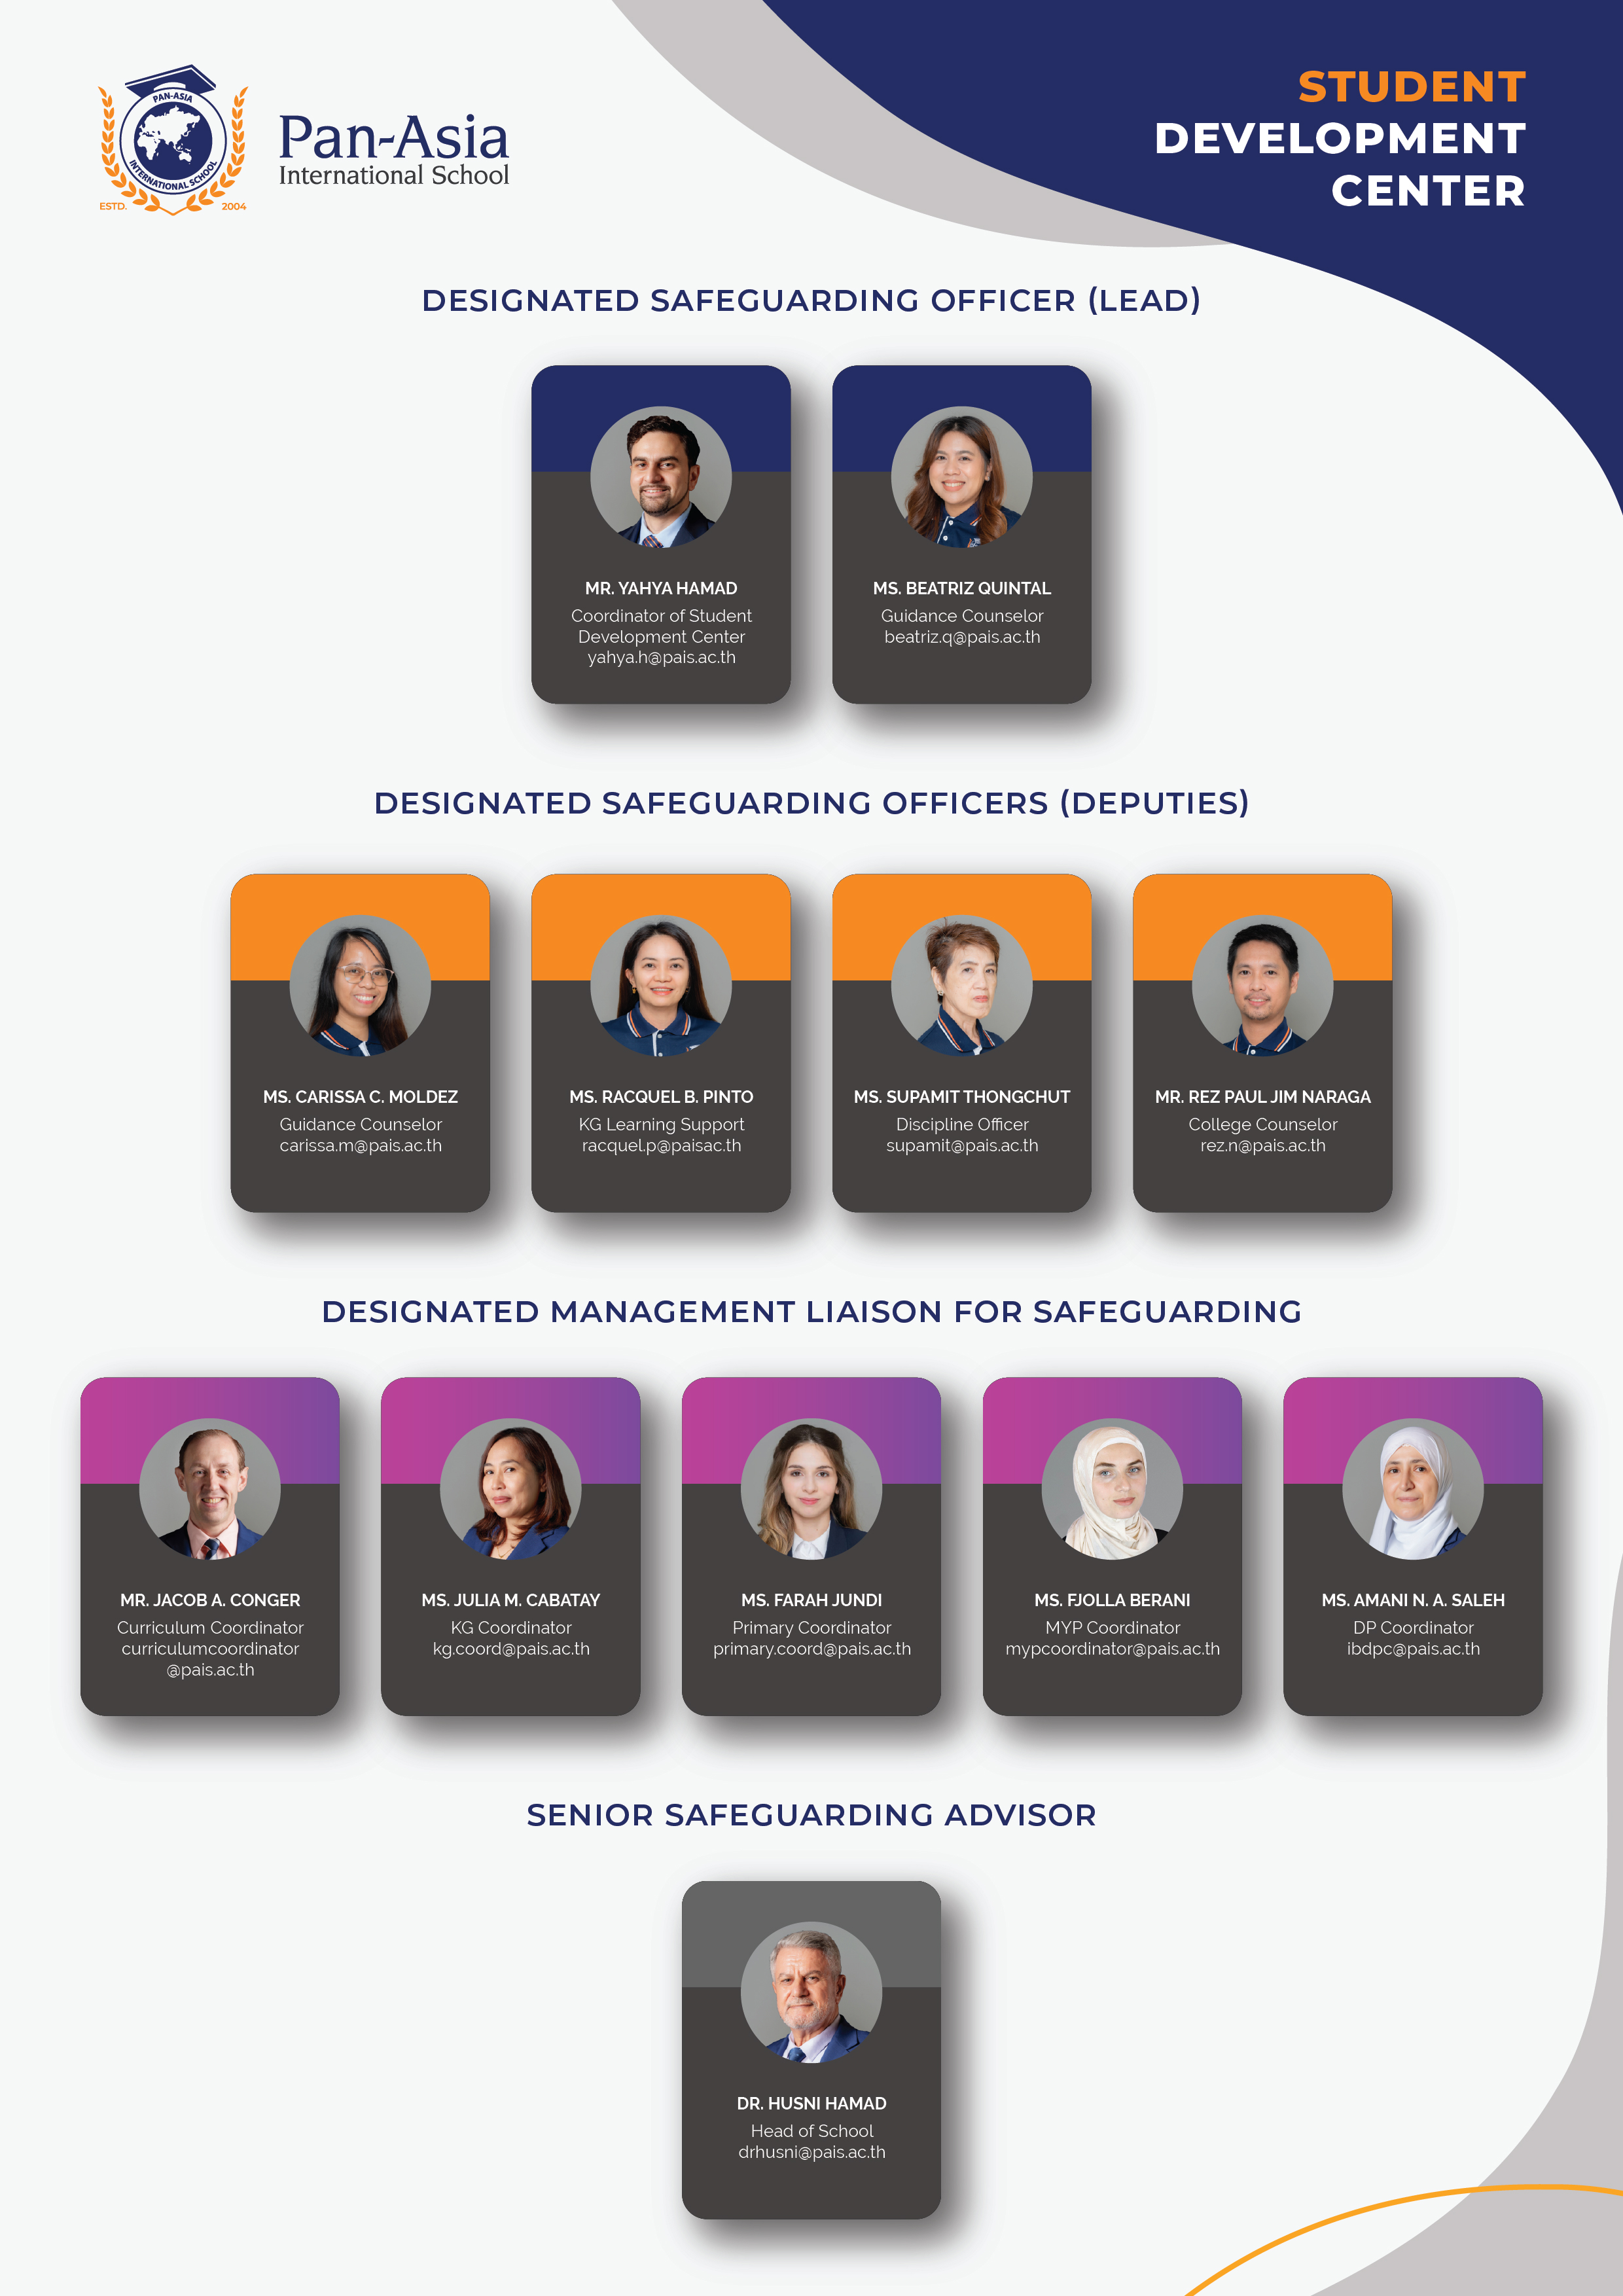 PAN-ASIA
INTERNATIONAL SCHOOL
ESTD. 2004
Pan-Asia
International School
STUDENT
DEVELOPMENT
CENTER
DESIGNATED SAFEGUARDING OFFICER (LEAD)
MR. YAHYA HAMAD
Coordinator of Student
Development Center
yahya.h@pais.ac.th
MS. BEATRIZ QUINTAL
Guidance Counselor
beatriz.q@pais.ac.th
DESIGNATED SAFEGUARDING OFFICERS (DEPUTIES)
MS. CARISSA C. MOLDEZ
Guidance Counselor
carissa.m@pais.ac.th
MS. RACQUEL B. PINTO
KG Learning Support
racquel.p@paisac.th
MS. SUPAMIT THONGCHUT
Discipline Officer
supamit@pais.ac.th
MR. REZ PAUL JIM NARAGA
College Counselor
rez.n@pais.ac.th
DESIGNATED MANAGEMENT LIAISON FOR SAFEGUARDING
MR. JACOB A. CONGER
Curriculum Coordinator
curriculumcoordinator
@pais.ac.th
MS. JULIA M. CABATAY
KG Coordinator
kg.coord@pais.ac.th
MS. FARAH JUNDI
Primary Coordinator
primary.coord@pais.ac.th
MS. FJOLLA BERANI
MYP Coordinator
mypcoordinator@pais.ac.th
MS. AMANI N. A. SALEH
DP Coordinator
ibdpc@pais.ac.th
SENIOR SAFEGUARDING ADVISOR
DR. HUSNI HAMAD
Head of School
drhusni@pais.ac.th